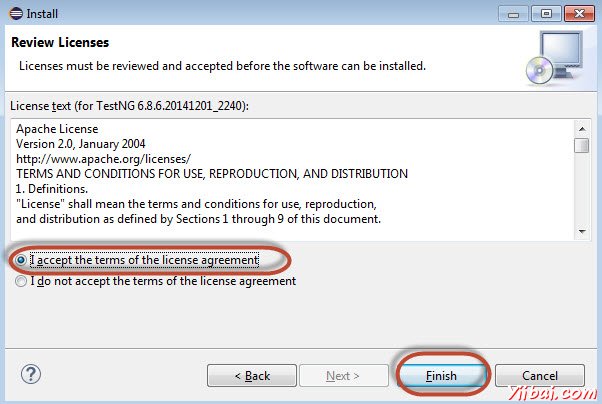 Install
Review Licenses
Licenses must be reviewed and accepted before the software can be installed.
License text (for TestNG 6.8.6.20141201_2240):
Apache License
Version 2.0, January 2004
http://www.apache.org/licenses/
TERMS AND CONDITIONS FOR USE, REPRODUCTION, AND DISTRIBUTION
1. Definitions.
"License" shall mean the terms and conditions for use, reproduction,
and distribution as defined by Sections 1 through 9 of this document.
I accept the terms of the license agreement
I do not accept the terms of the license agreement
? < Back Next > Finish Cancel
Yiibai.com